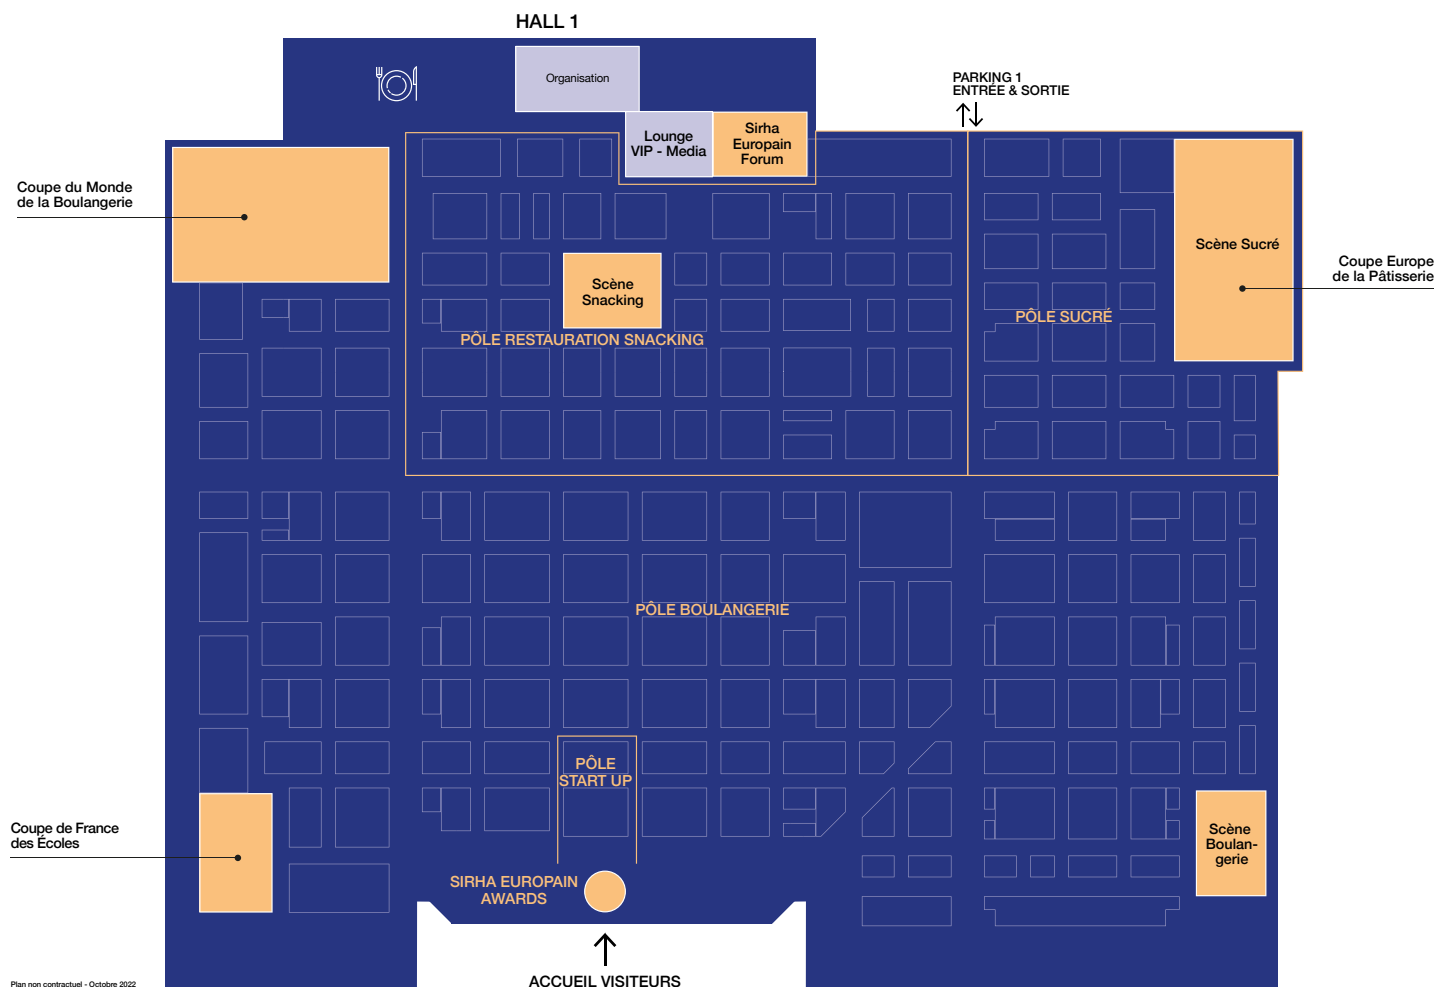 HALL 1
Organisation
PARKING 1
ENTRÉE & SORTIE
Lounge
VIP - Media
Sirha
Europain
Forum
Coupe du Monde
de la Boulangerie
Scène Sucré
Coupe Europe
de la Pâtisserie
Scène
Snacking
PÔLE SUCRÉ
PÔLE RESTAURATION SNACKING
PÔLE BOULANGERIE
PÔLE
START UP
Coupe de France
des Écoles
Scène
Boulan-
gerie
SIRHA EUROPAIN
AWARDS
ACCUEIL VISITEURS
Plan non contractuel - Octobre 2022